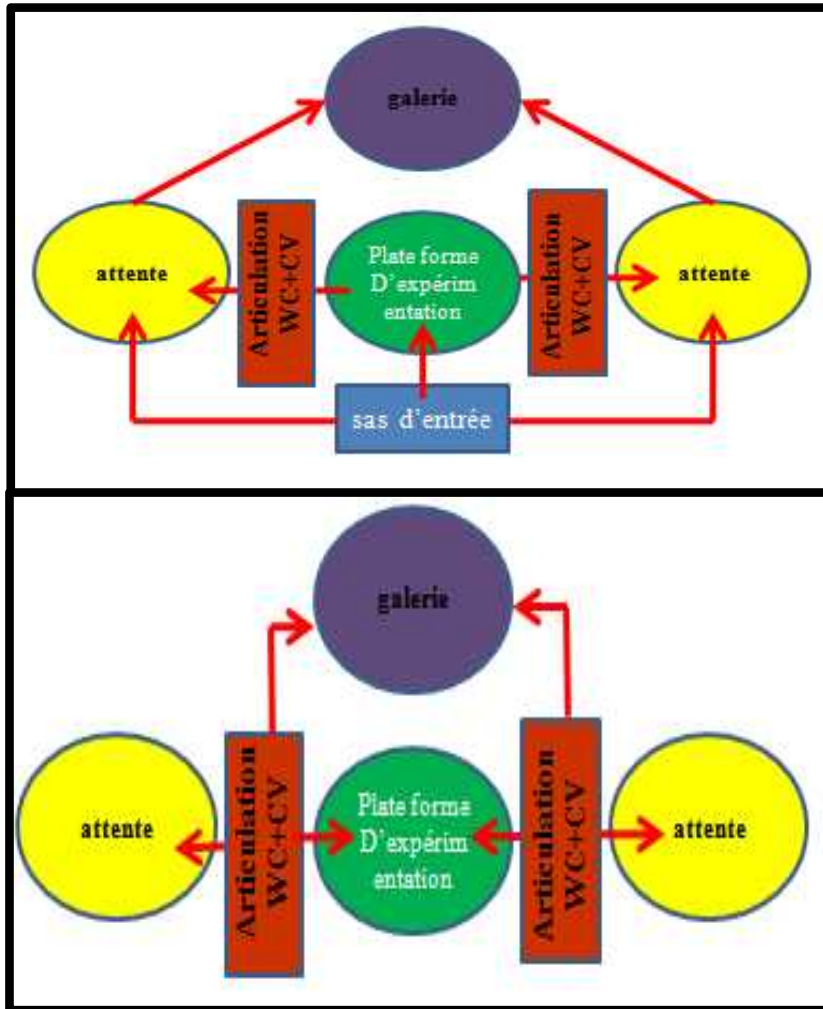 galerie
attente
Articulation
WC+CV
Plate forme
D'expérim
entation
Articulation
WC+CV
attente
sas d'entrée
galerie
attente
Articulation
WC+CV
Plate forme
D'expérim
entation
Articulation
WC+CV
attente